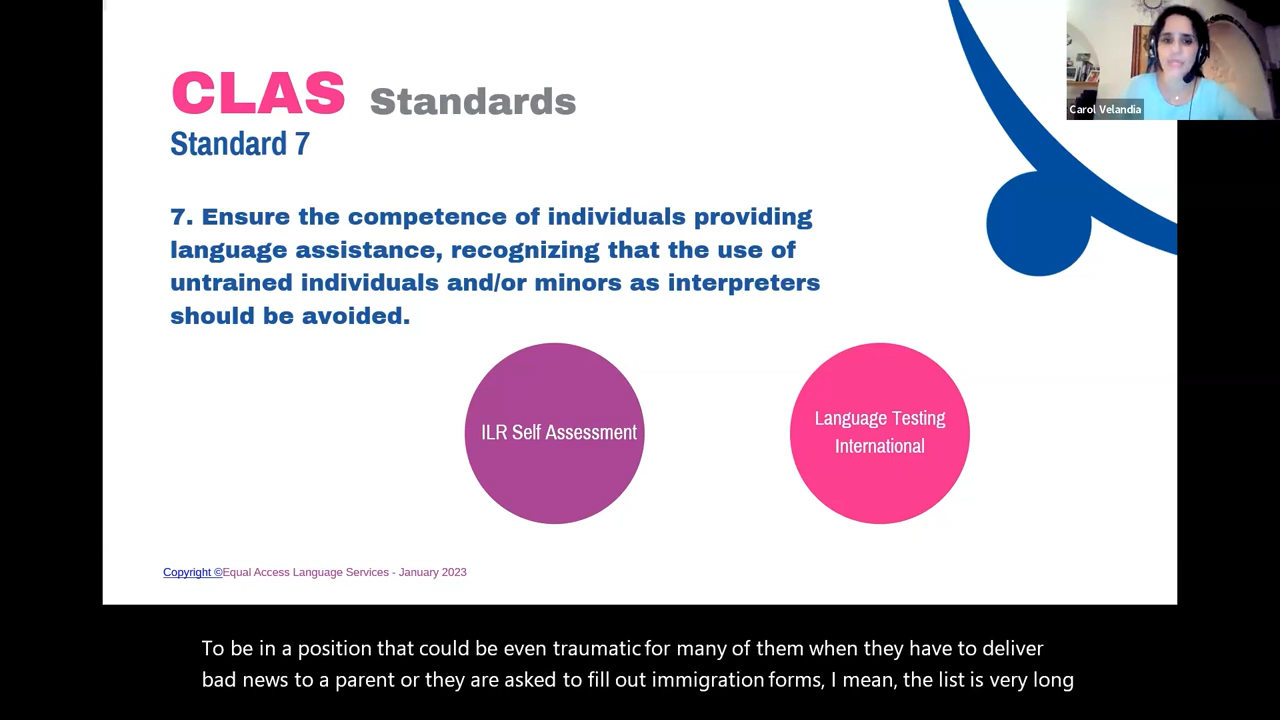 CLAS Standards
Standard 7
7. Ensure the competence of individuals providing
language assistance, recognizing that the use of
untrained individuals and/or minors as interpreters
should be avoided.
ILR Self Assessment
Language Testing
International
Copyright ©Equal Access Language Services - January 2023
Carol Velandia
To be in a position that could be even traumatic for many of them when they have to deliver
bad news to a parent or they are asked to fill out immigration forms, I mean, the list is very long